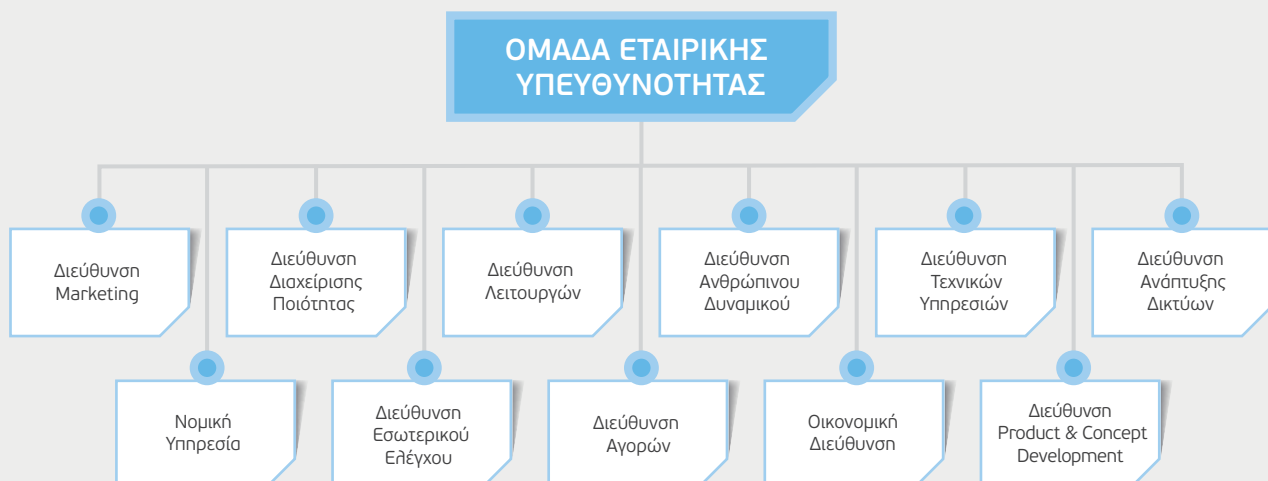 ΟΜΑΔΑ ΕΤΑΙΡΙΚΗΣ
ΥΠΕΥΘΥΝΟΤΗΤΑΣ
Διεύθυνση
Marketing
Διεύθυνση
Διαχείρισης
Ποιότητας
Διεύθυνση
Λειτουργών
Διεύθυνση
Ανθρώπινου
Δυναμικού
Διεύθυνση
Τεχνικών
Υπηρεσιών
Διεύθυνση
Ανάπτυξης
Δικτύων
Νομική
Υπηρεσία
Διεύθυνση
Εσωτερικού
Ελέγχου
Διεύθυνση
Αγορών
Οικονομική
Διεύθυνση
Διεύθυνση
Product & Concept
Development